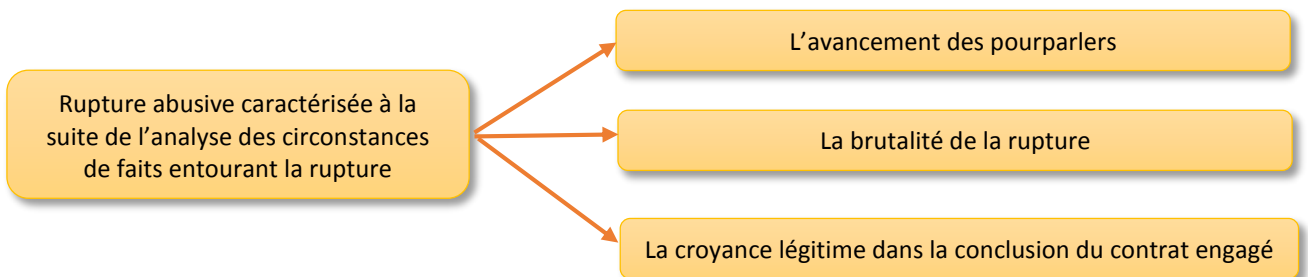 L'avancement des pourparlers
Rupture abusive caractérisée à la
suite de l'analyse des circonstances
de faits entourant la rupture
La brutalité de la rupture
La croyance légitime dans la conclusion du contrat engagé